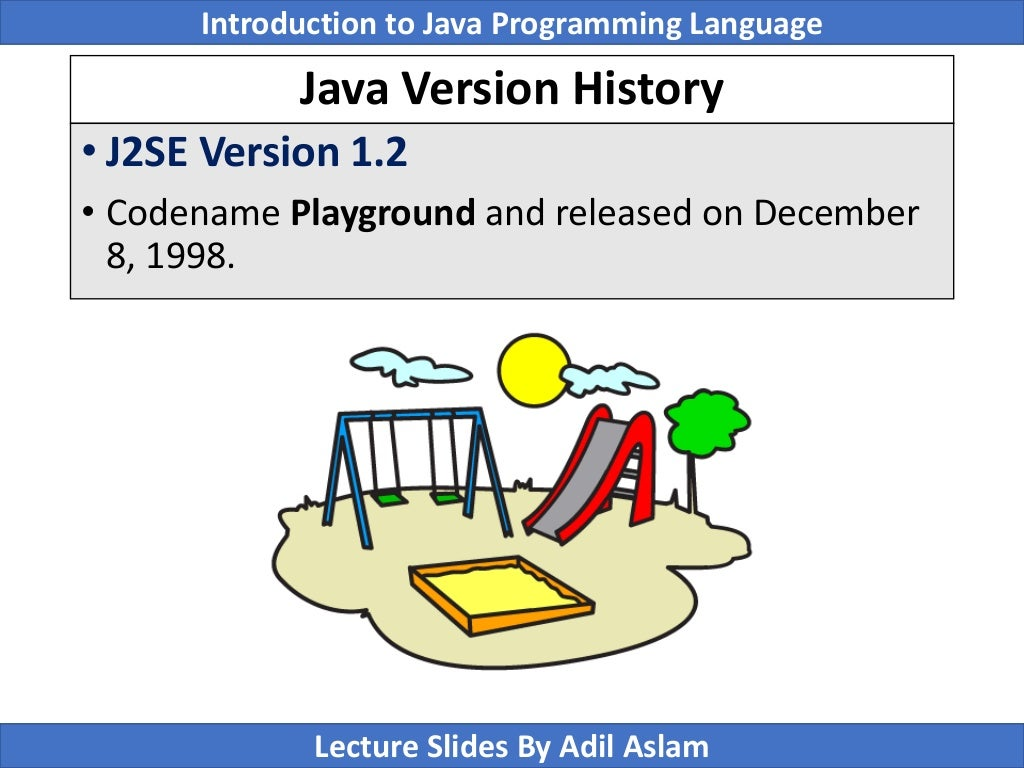 Introduction to Java Programming Language
Java Version History
• J2SE Version 1.2
• Codename Playground and released on December
8, 1998.
Lecture Slides By Adil Aslam